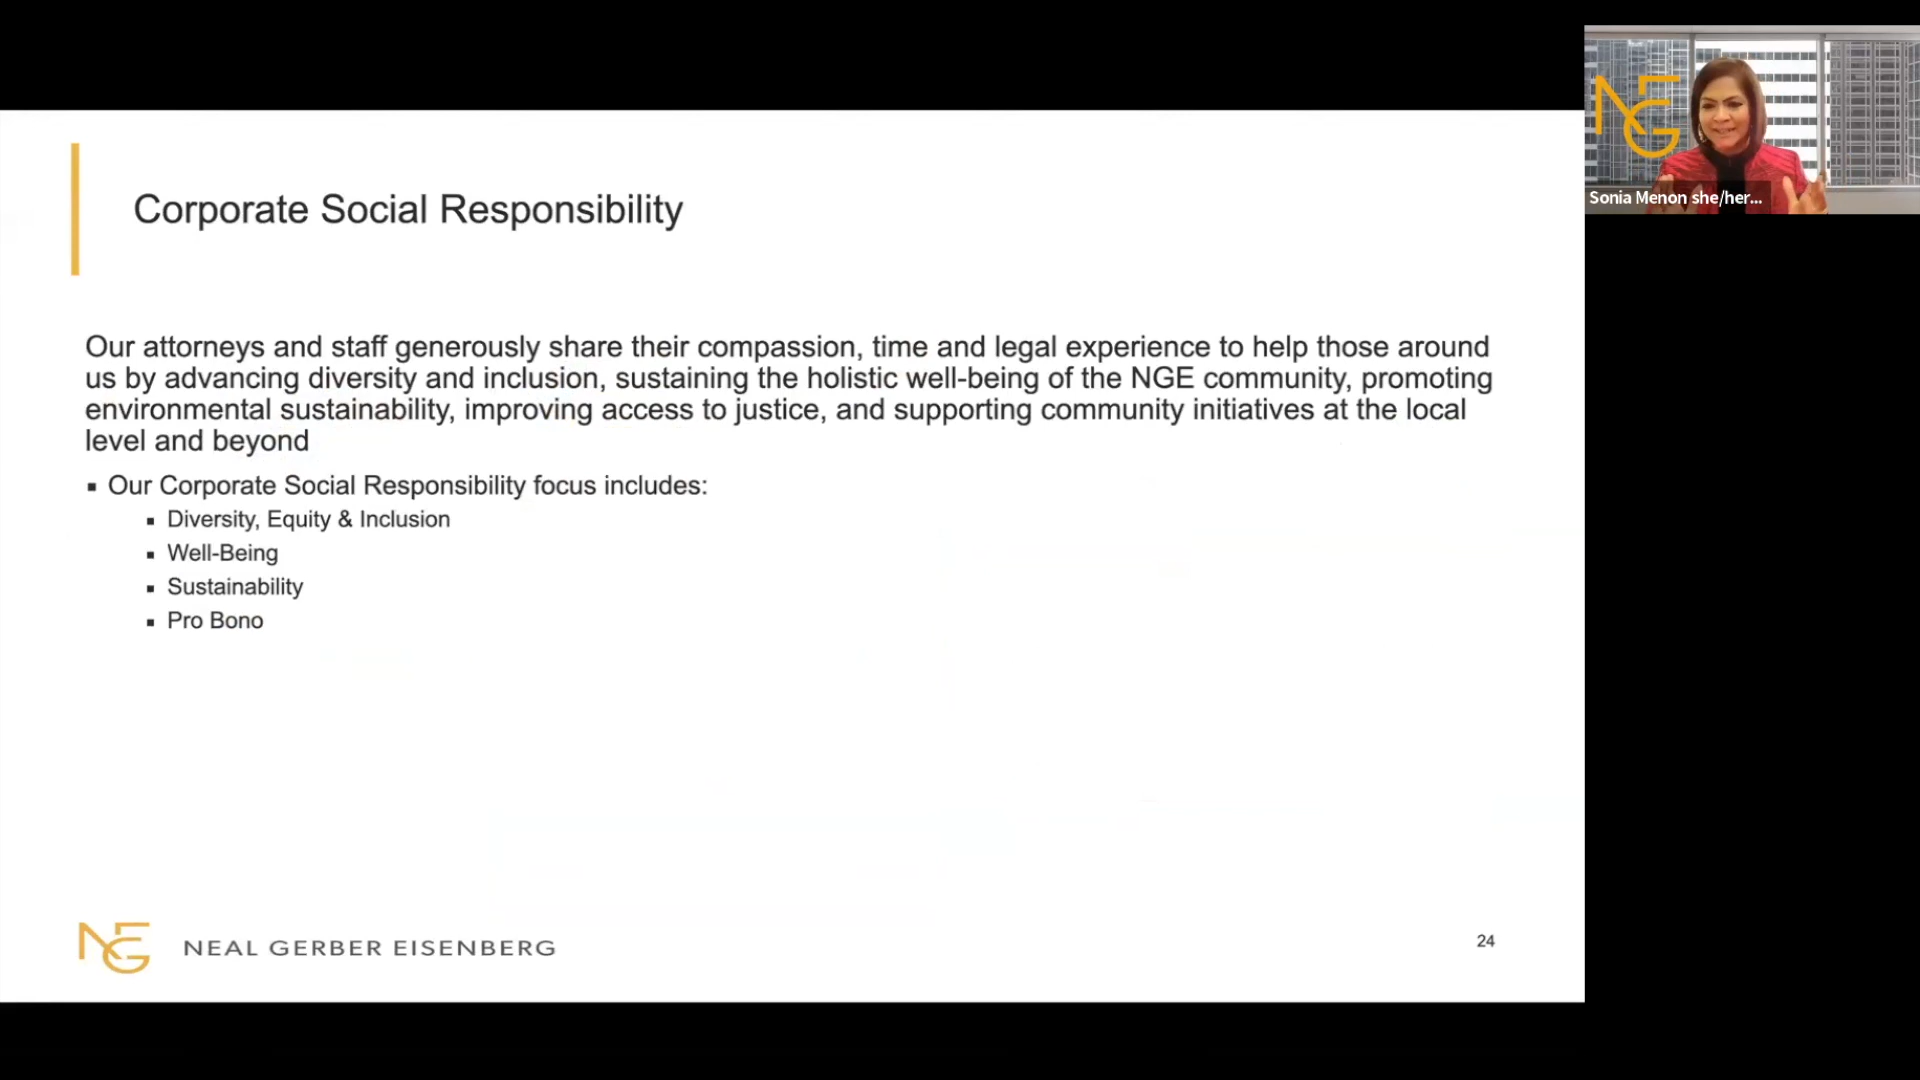 Corporate Social Responsibility
Our attorneys and staff generously share their compassion, time and legal experience to help those around
us by advancing diversity and inclusion, sustaining the holistic well-being of the NGE community, promoting
environmental sustainability, improving access to justice, and supporting community initiatives at the local
level and beyond
▪ Our Corporate Social Responsibility focus includes:
▪ Diversity, Equity & Inclusion
▪ Well-Being
▪ Sustainability
▪ Pro Bono
NGE NEAL GERBER EISENBERG
24
NGE
Sonia Menon she/her...